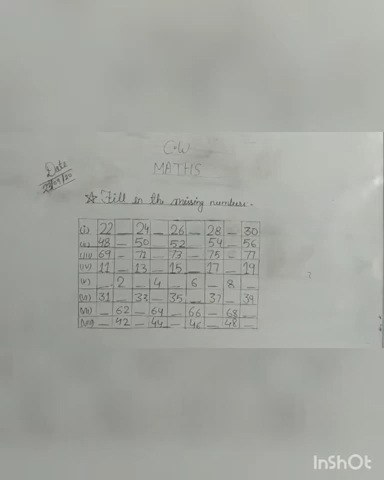 C.W
MATHS
Date
☆ Fill in the missing numbers.
(i) 22 _ 24 _ 26 _ 28 _ 30
(ii) 48 _ 50 _ 52 _ 54 _ 56
(iii) 69 _ 71 _ 73 _ 75 _ 77
(iv) 11 _ 13 _ 15 _ 17 _ 19
(v) _ 2 _ 4 _ 6 _ 8 _
(vi) 31 _ 33 _ 35 _ 37 _ 39
(vii) _ 62 _ 64 _ 66 _ 68 _
(viii) _ 42 _ 44 _ 46 _ 48 _
InShOt